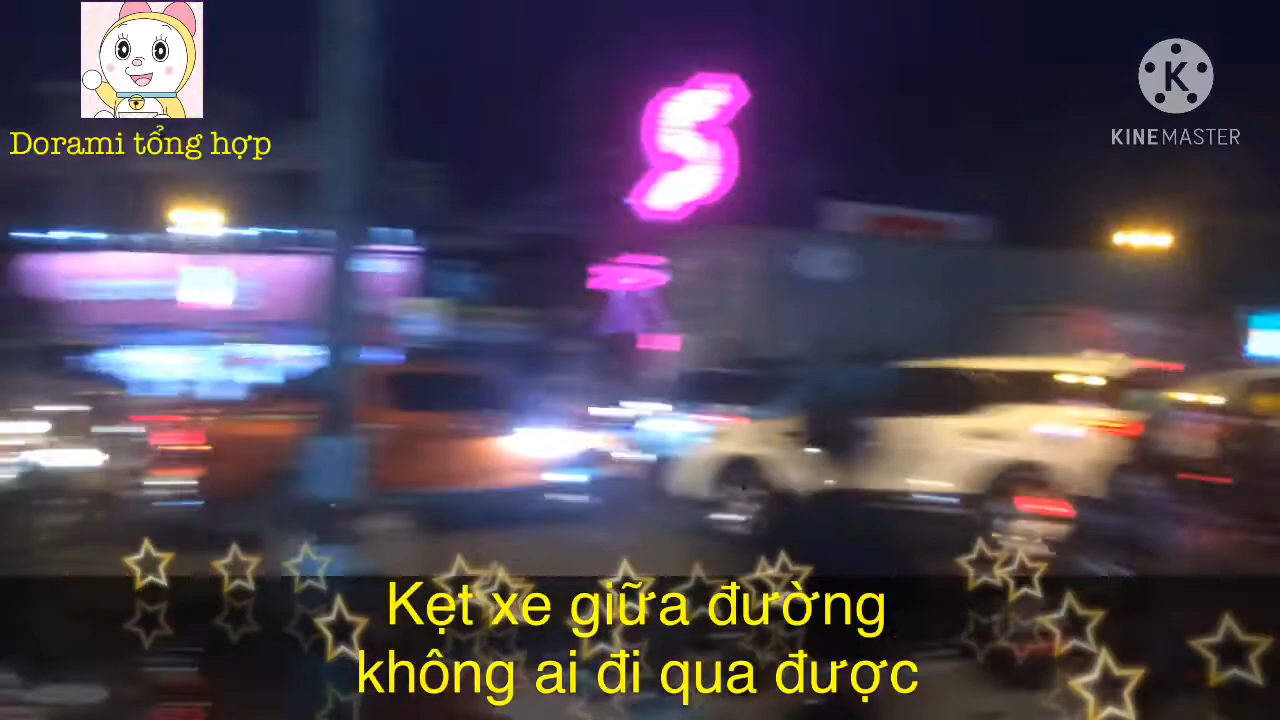 K
KINEMASTER
Dorami tổng hợp
S
Kẹt xe giữa đường
không ai đi qua được